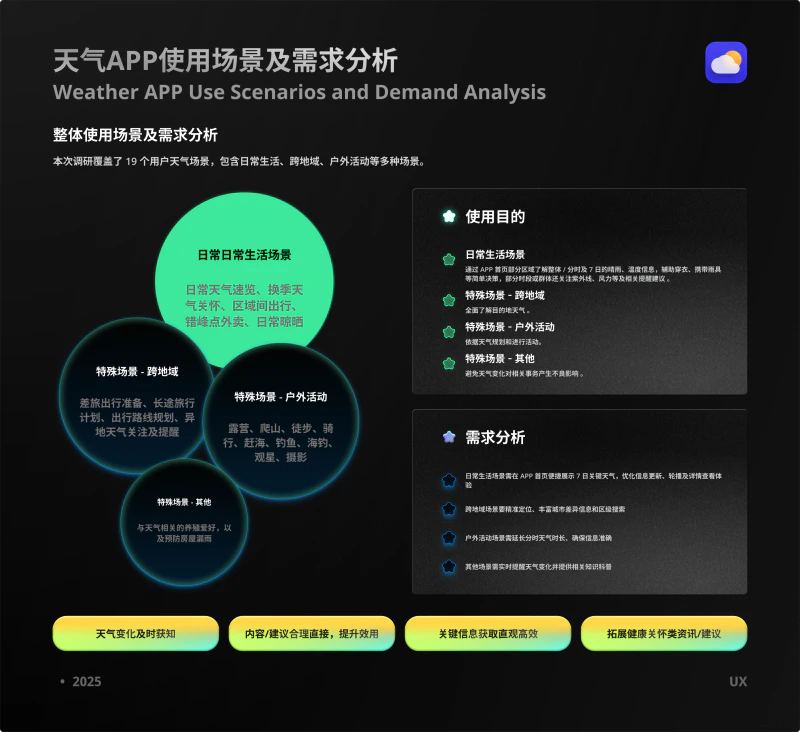 天气APP使用场景及需求分析
Weather APP Use Scenarios and Demand Analysis
整体使用场景及需求分析
本次调研覆盖了 19 个用户天气场景，包含日常生活、跨地域、户外活动等多种场景。
日常日常生活场景
日常天气速览、换季天
气关怀、区域间出行、
错峰点外卖、日常晾晒
特殊场景 - 跨地域
差旅出行准备、长途旅行
计划、出行路线规划、异
地天气关注及提醒
特殊场景 - 户外活动
露营、爬山、徒步、骑
行、赶海、钓鱼、海钓、
观星、摄影
特殊场景 - 其他
与天气相关的养殖爱好，以
及预防房屋漏雨
使用目的
日常生活场景
通过 APP 首页部分区域了解整体 / 分时及 7 日的晴雨、温度信息，辅助穿衣、携带雨具
等简单决策，部分时段或群体还关注紫外线、风力等及相关提醒建议 。
特殊场景 - 跨地域
全面了解目的地天气 。
特殊场景 - 户外活动
依据天气规划和进行活动。
特殊场景 - 其他
避免天气变化对相关事务产生不良影响 。
需求分析
日常生活场景需在 APP 首页便捷展示 7 日关键天气，优化信息更新、轮播及详情查看体
验
跨地域场景要精准定位、丰富城市差异信息和区级搜索
户外活动场景需延长分时天气时长、确保信息准确
其他场景需实时提醒天气变化并提供相关知识科普
天气变化及时获知
内容/建议合理直接，提升效用
关键信息获取直观高效
拓展健康关怀类资讯/建议
• 2025
UX